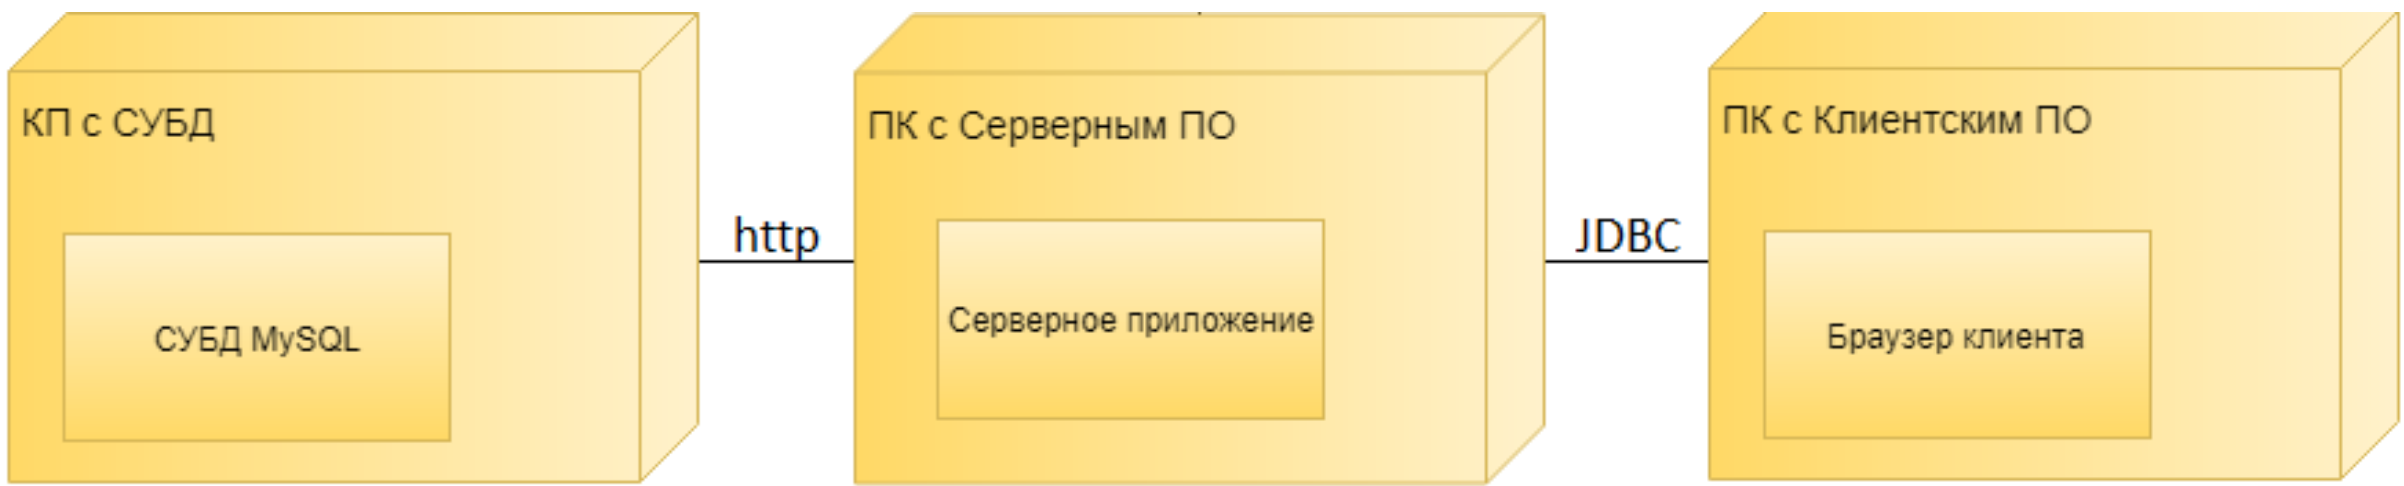 КП с СУБД
СУБД MySQL
http
ПК с Серверным ПО
Серверное приложение
JDBC
ПК с Клиентским ПО
Браузер клиента